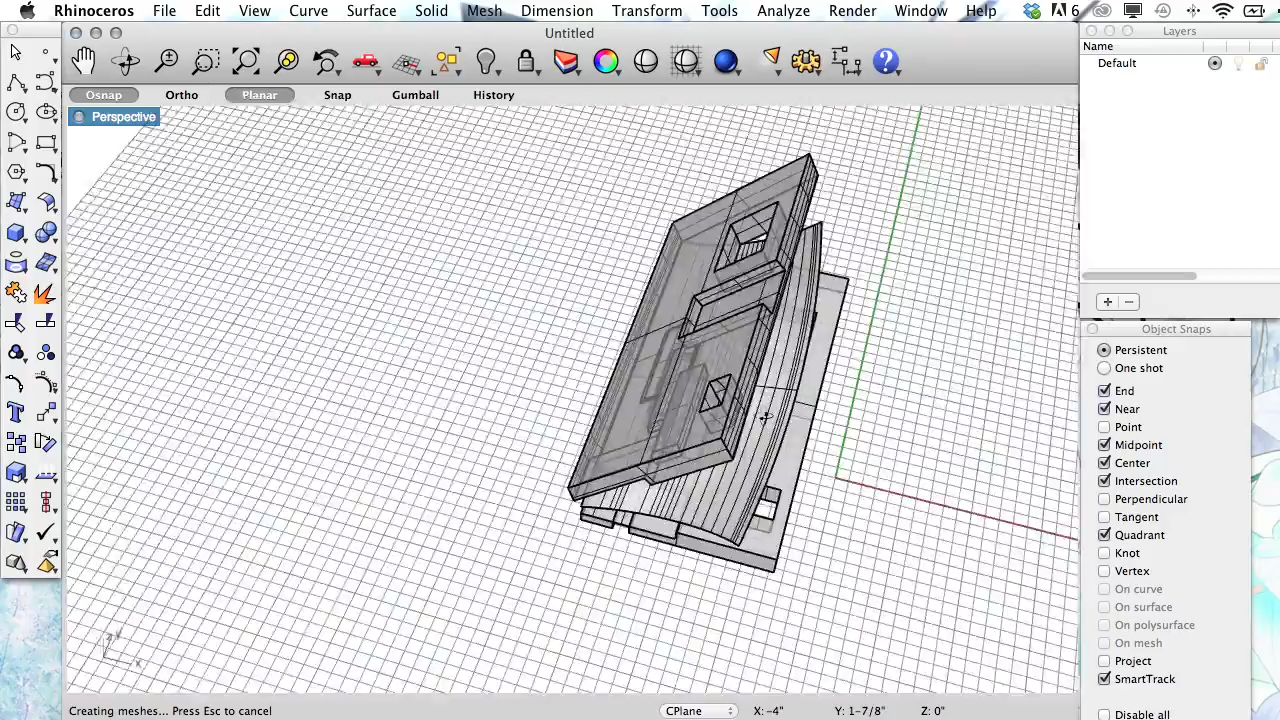 Rhinoceros File Edit View Curve Surface Solid Mesh Dimension Transformation Tools Analyze Render Window Help 6
Untitled
Layers
Name
Default
Osnap Ortho Planar Snap Gumball History
Perspective
Object Snaps
Persistent
One shot
End
Near
Point
Midpoint
Center
Intersection
Perpendicular
Tangent
Quadrant
Knot
Vertex
On curve
On surface
On polysurface
On mesh
Project
SmartTrack
Disable all
y
x
Creating meshes... Press Esc to cancel CPlane X: -4" Y: 1-7/8" Z: 0"